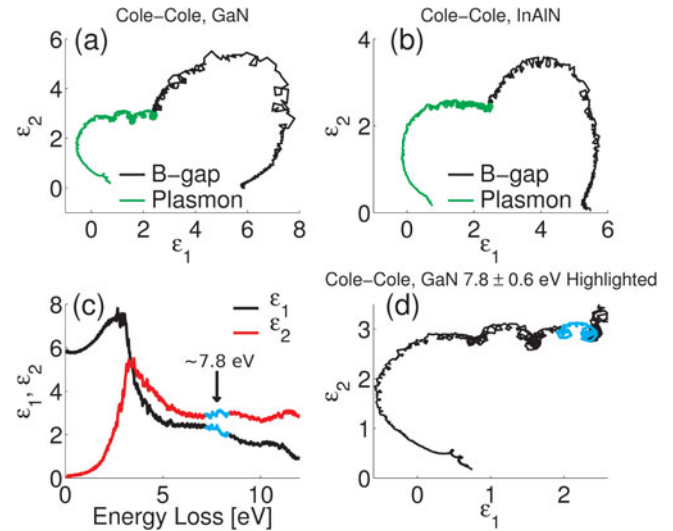 Cole−Cole, GaN
(a)
6
4
2
0
ε2
0 2 4 6 8
ε1
B−gap
Plasmon
Cole−Cole, InAlN
(b)
4
2
0
ε2
0 2 4 6
ε1
B−gap
Plasmon
(c)
8
6
4
2
0
ε1, ε2
ε1
ε2
~7.8 eV
0 5 10
Energy Loss [eV]
Cole−Cole, GaN 7.8 ± 0.6 eV Highlighted
(d)
3
2
1
0
ε2
0 1 2
ε1